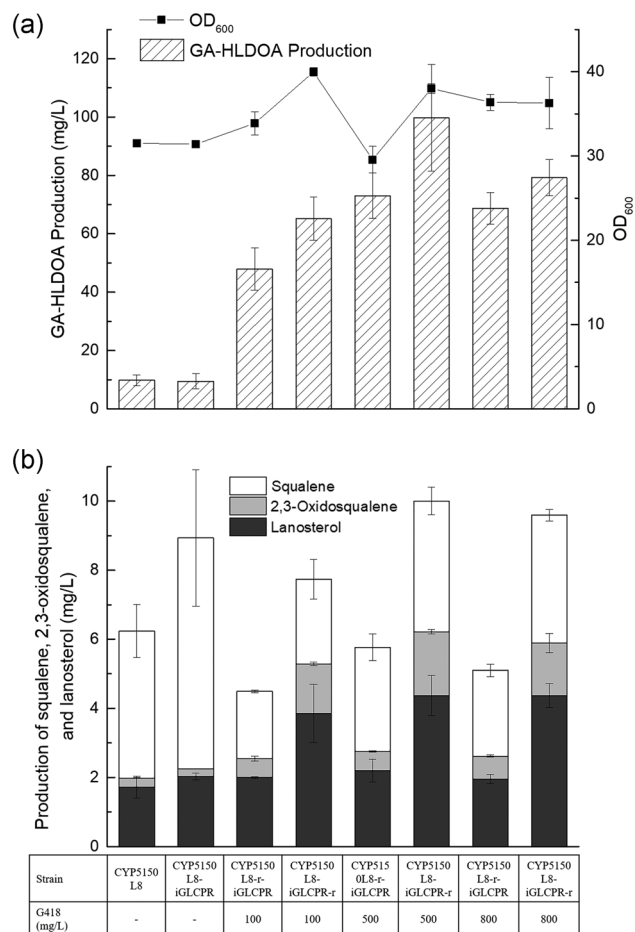 (a)
OD600
GA-HLDOA Production
GA-HLDOA Production (mg/L)
120
100
80
60
40
20
0
OD600
40
30
20
10
0
(b)
Squalene
2,3-Oxidosqualene
Lanosterol
Production of squalene, 2,3-oxidosqualene,
and lanosterol (mg/L)
10
8
6
4
2
0
Strain CYP5150 L8 CYP5150 L8- iGLCPR CYP5150 L8-r- iGLCPR CYP5150 L8- iGLCPR-r CYP515 0L8-r- iGLCPR CYP5150 L8- iGLCPR-r CYP5150 L8-r- iGLCPR CYP5150 L8- iGLCPR-r
G418 (mg/L) - - 100 100 500 500 800 800